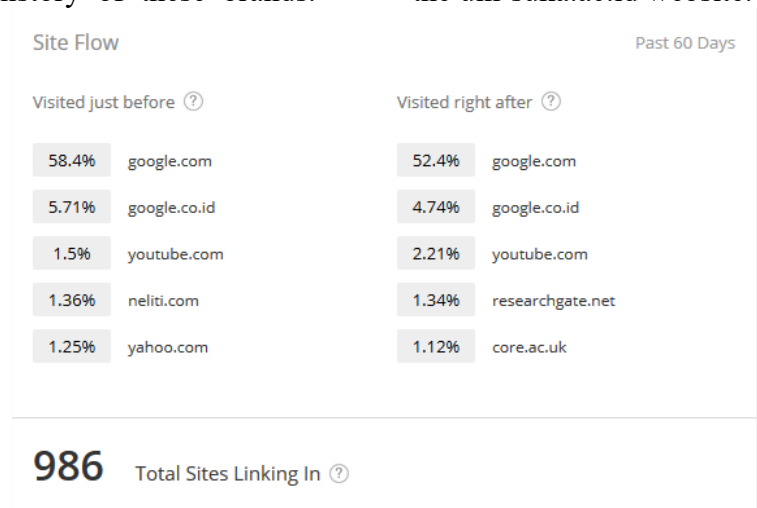 Site Flow Past 60 Days
Visited just before ? Visited right after ?
58.4% google.com 52.4% google.com
5.71% google.co.id 4.74% google.co.id
1.5% youtube.com 2.21% youtube.com
1.36% neliti.com 1.34% researchgate.net
1.25% yahoo.com 1.12% core.ac.uk
986 Total Sites Linking In ?